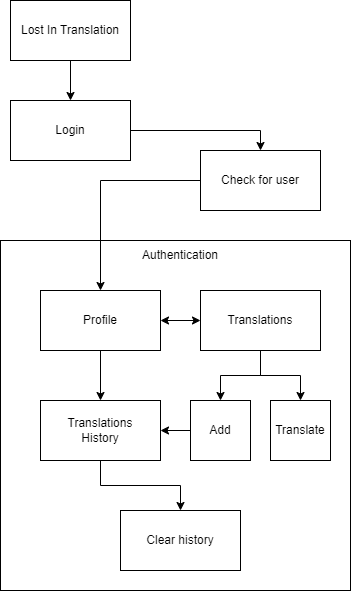 Lost In Translation
Login
Check for user
Authentication
Profile
Translations
Translations
History
Add
Translate
Clear history